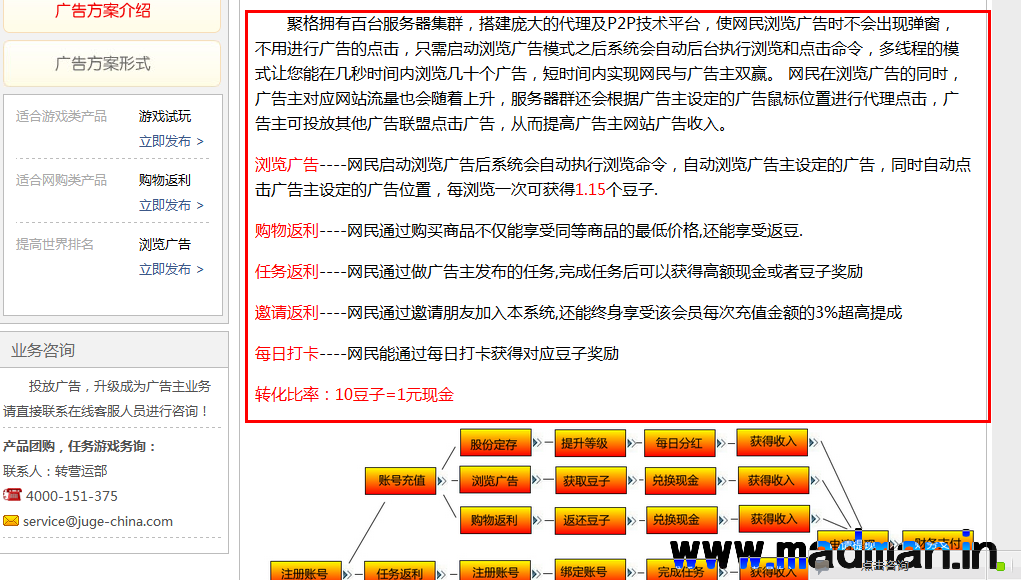 广告方案介绍
广告方案形式
适合游戏类产品
游戏试玩
立即发布 >
适合网购类产品
购物返利
立即发布 >
提高世界排名
浏览广告
立即发布 >
业务咨询
投放广告，升级成为广告主业务
请直接联系在线客服人员进行咨询！
产品团购，任务游戏务询：
联系人：转营运部
4000-151-375
service@juge-china.com
聚格拥有百台服务器集群，搭建庞大的代理及P2P技术平台，使网民浏览广告时不会出现弹窗，
不用进行广告的点击，只需启动浏览广告模式之后系统会自动后台执行浏览和点击命令，多线程的模
式让您能在几秒时间内浏览几十个广告，短时间内实现网民与广告主双赢。 网民在浏览广告的同时，
广告主对应网站流量也会随着上升，服务器群还会根据广告主设定的广告鼠标位置进行代理点击，广
告主可投放其他广告联盟点击广告，从而提高广告主网站广告收入。
浏览广告----网民启动浏览广告后系统会自动执行浏览命令，自动浏览广告主设定的广告，同时自动点
击广告主设定的广告位置，每浏览一次可获得1.15个豆子.
购物返利----网民通过购买商品不仅能享受同等商品的最低价格,还能享受返豆.
任务返利----网民通过做广告主发布的任务,完成任务后可以获得高额现金或者豆子奖励
邀请返利----网民通过邀请朋友加入本系统,还能终身享受该会员每次充值金额的3%超高提成
每日打卡----网民能通过每日打卡获得对应豆子奖励
转化比率：10豆子=1元现金
股份定存 提升等级 每日分红 获得收入
账号充值 浏览广告 获取豆子 兑换现金 获得收入
购物返利 返还豆子 兑换现金 获得收入
财务支付
注册账号 任务返利 注册账号 绑定账号 完成任务 获得收入
点击咨询
www.madlian.in